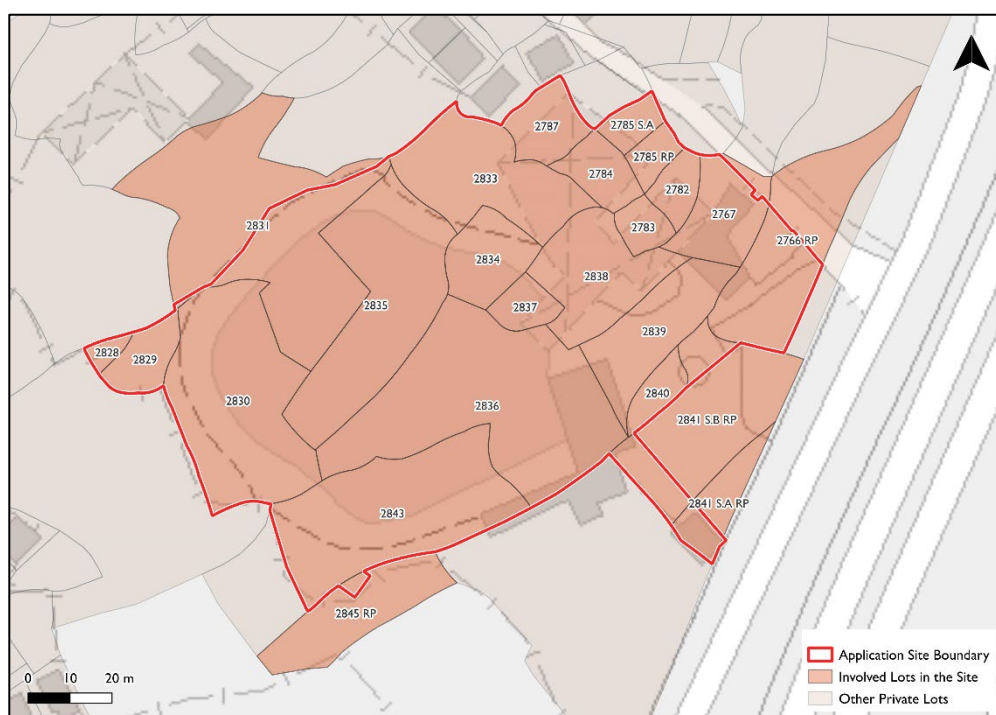 2787
2785 S.A
2785 RP
2784
2833
2782
2767
2783
2831
2766 RP
2834
2838
2835
2837
2839
2828
2829
2840
2830
2836
2841 S.B RP
2841 S.A RP
2843
2845 RP
Application Site Boundary
Involved Lots in the Site
Other Private Lots
0 10 20 m